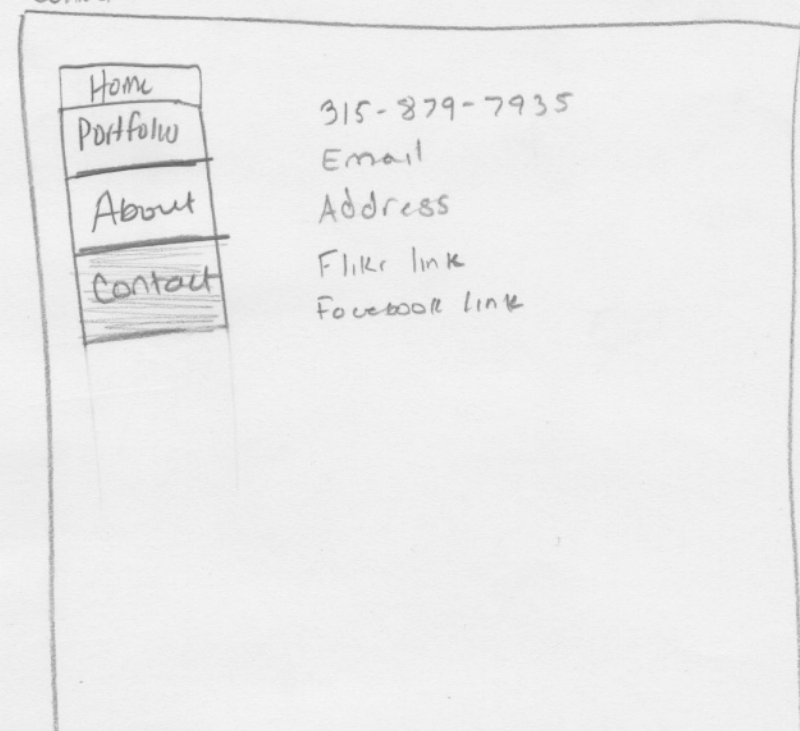 Home
Portfolio
About
Contact
315-879-7935
Email
Address
Flikr link
Facebook link